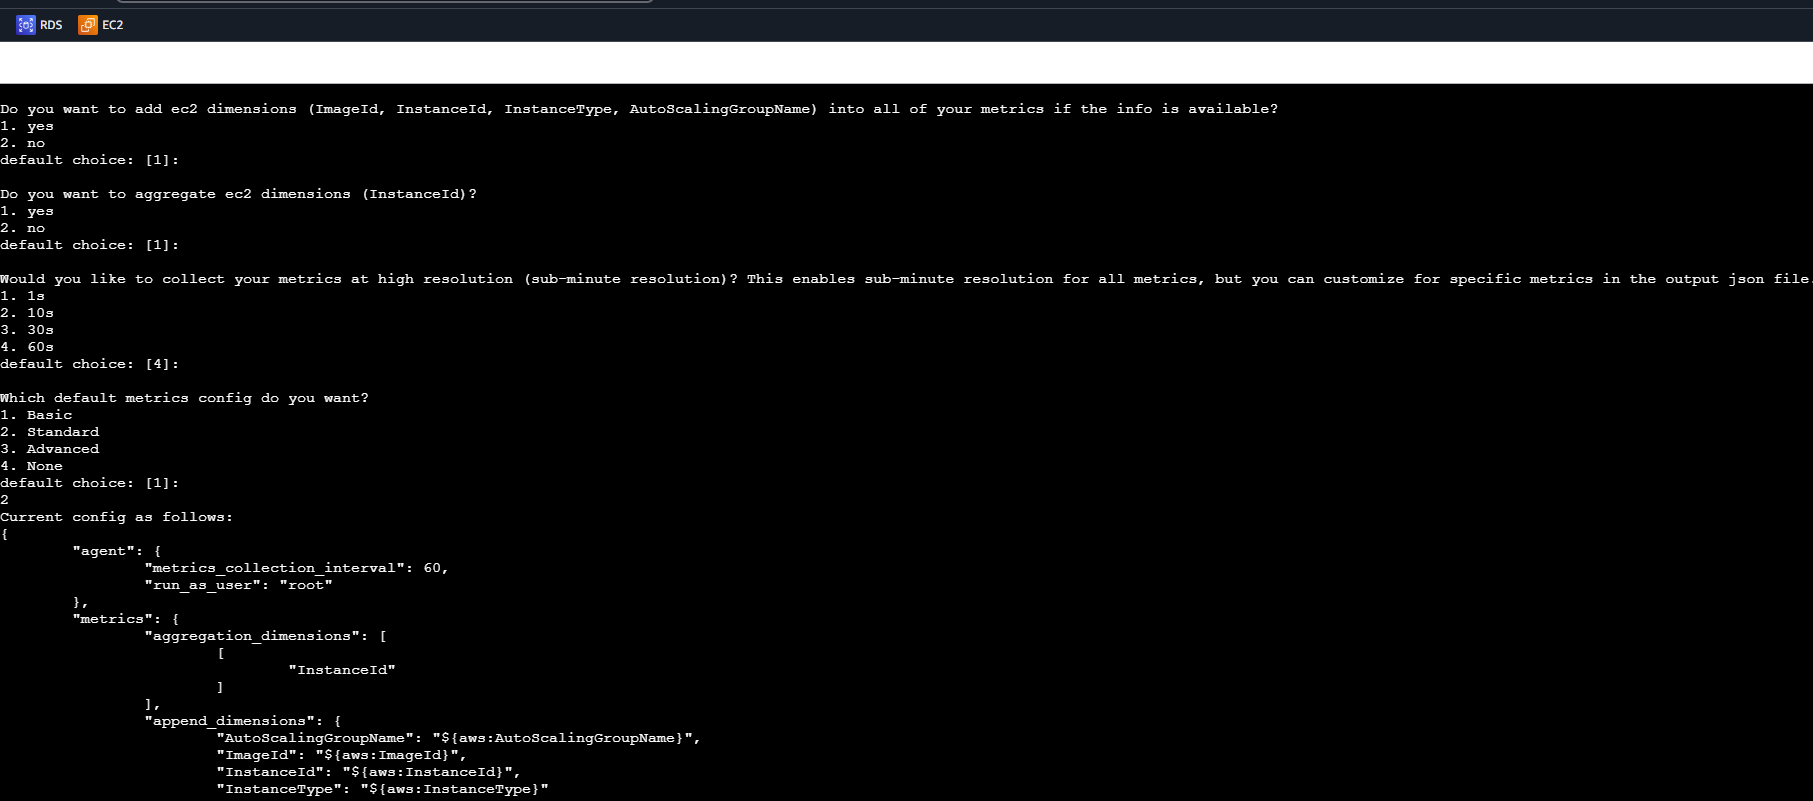 RDS EC2
Do you want to add ec2 dimensions (ImageId, InstanceId, InstanceType, AutoScalingGroupName) into all of your metrics if the info is available?
1. yes
2. no
default choice: [1]:
Do you want to aggregate ec2 dimensions (InstanceId)?
1. yes
2. no
default choice: [1]:
Would you like to collect your metrics at high resolution (sub-minute resolution)? This enables sub-minute resolution for all metrics, but you can customize for specific metrics in the output json file.
1. 1s
2. 10s
3. 30s
4. 60s
default choice: [4]:
Which default metrics config do you want?
1. Basic
2. Standard
3. Advanced
4. None
default choice: [1]:
2
Current config as follows:
{
        "agent": {
                "metrics_collection_interval": 60,
                "run_as_user": "root"
        },
        "metrics": {
                "aggregation_dimensions": [
                        [
                                "InstanceId"
                        ]
                ],
                "append_dimensions": {
                        "AutoScalingGroupName": "${aws:AutoScalingGroupName}",
                        "ImageId": "${aws:ImageId}",
                        "InstanceId": "${aws:InstanceId}",
                        "InstanceType": "${aws:InstanceType}"